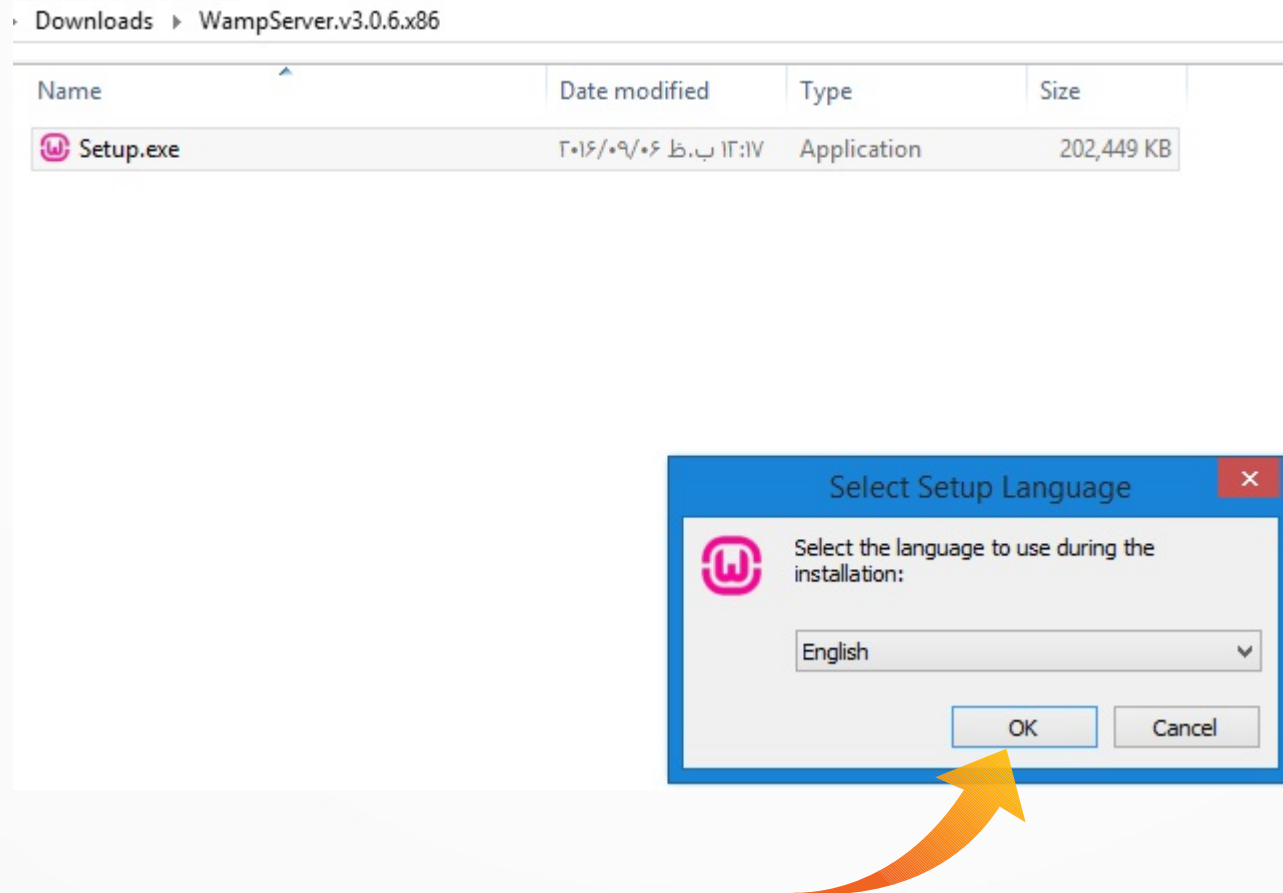 Downloads WampServer.v3.0.6.x86
Name Date modified Type Size
Setup.exe ۲۰۱۶/۰۹/۰۶ ب.ظ ۱۲:۱۷ Application 202,449 KB
Select Setup Language
Select the language to use during the
installation:
English
OK Cancel